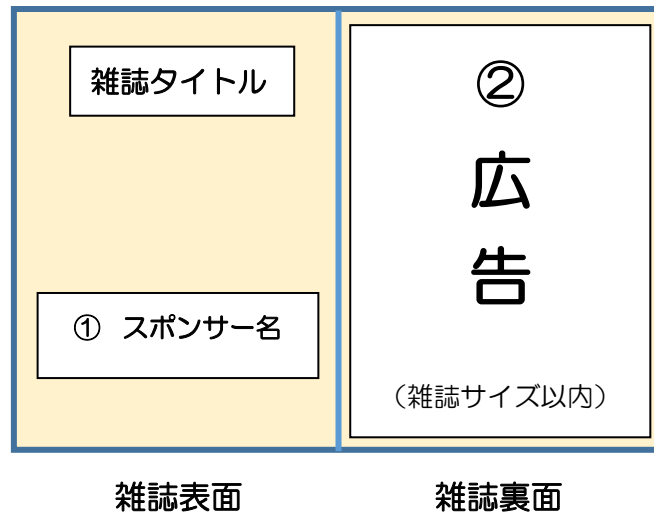 雑誌タイトル
① スポンサー名
②
広
告
（雑誌サイズ以内）
雑誌表面
雑誌裏面